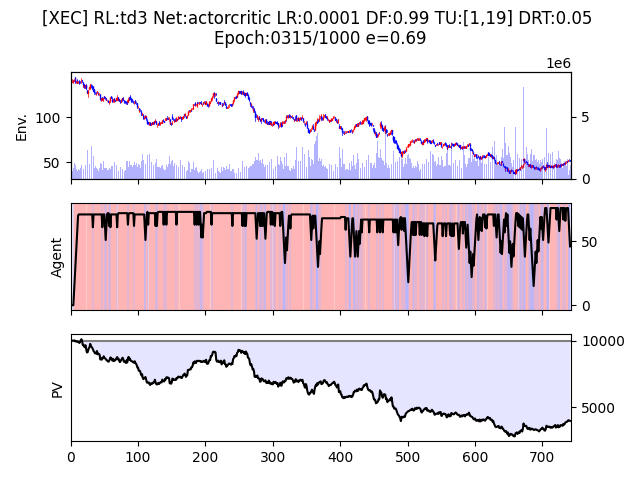 [XEC] RL:td3 Net:actorcritic LR:0.0001 DF:0.99 TU:[1,19] DRT:0.05
Epoch:0315/1000 e=0.69
1e6
Env.
100
50
5
0
Agent
50
0
PV
10000
5000
0 100 200 300 400 500 600 700